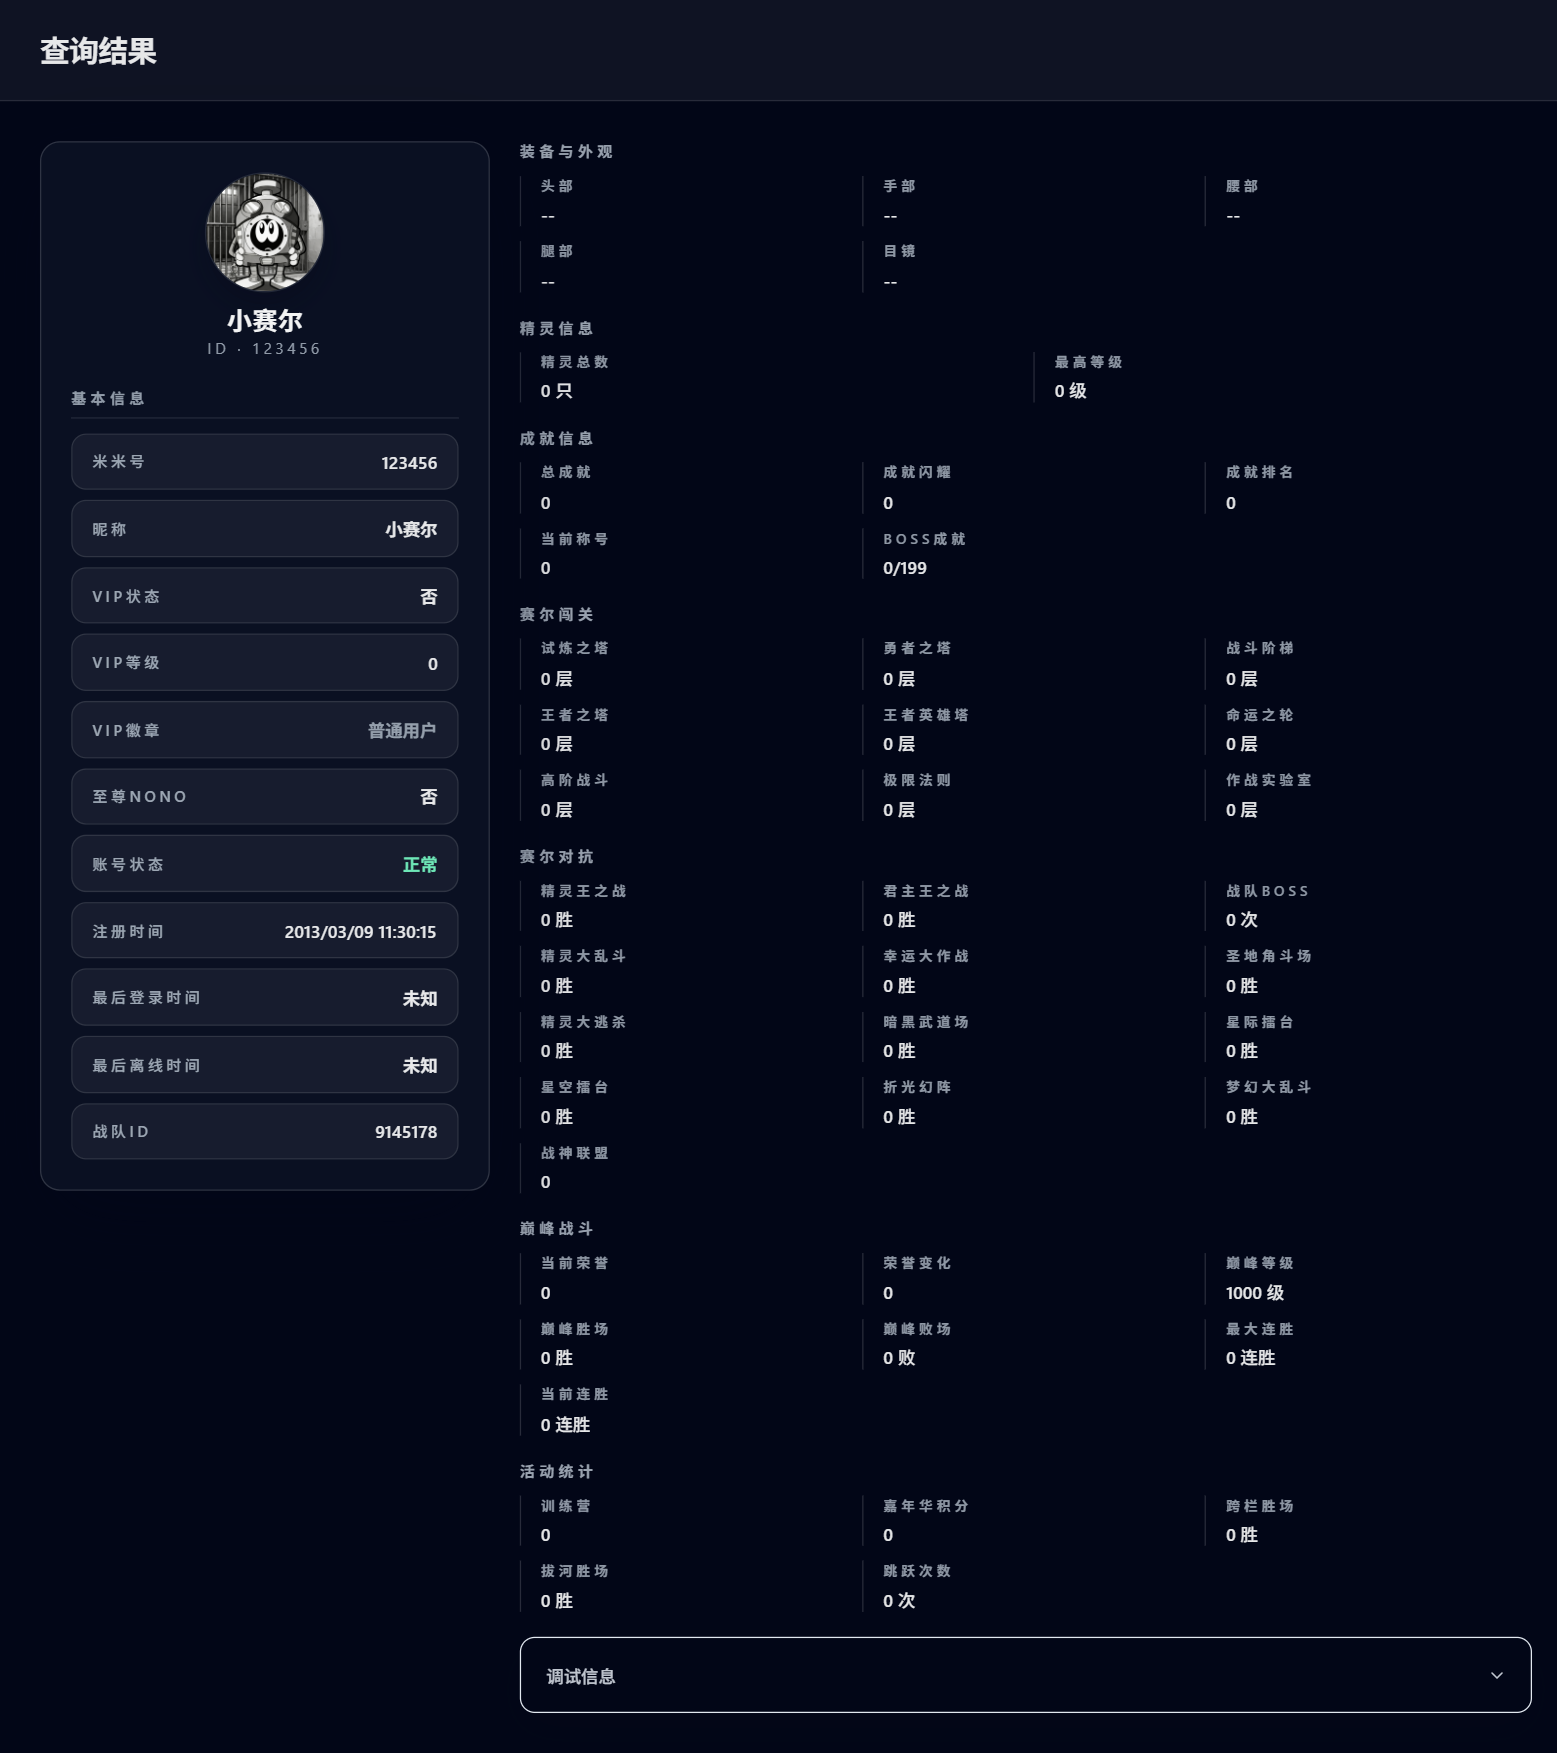 查询结果
小赛尔
ID · 123456
基本信息
米米号 123456
昵称 小赛尔
VIP状态 否
VIP等级 0
VIP徽章 普通用户
至尊NONO 否
账号状态 正常
注册时间 2013/03/09 11:30:15
最后登录时间 未知
最后离线时间 未知
战队ID 9145178
装备与外观
头部 手部 腰部
-- -- --
腿部 目镜
-- --
精灵信息
精灵总数 最高等级
0 只 0 级
成就信息
总成就 成就闪耀 成就排名
0 0 0
当前称号 BOSS成就
0 0/199
赛尔闯关
试炼之塔 勇者之塔 战斗阶梯
0 层 0 层 0 层
王者之塔 王者英雄塔 命运之轮
0 层 0 层 0 层
高阶战斗 极限法则 作战实验室
0 层 0 层 0 层
赛尔对抗
精灵王之战 君主王之战 战队BOSS
0 胜 0 胜 0 次
精灵大乱斗 幸运大作战 圣地角斗场
0 胜 0 胜 0 胜
精灵大逃杀 暗黑武道场 星际擂台
0 胜 0 胜 0 胜
星空擂台 折光幻阵 梦幻大乱斗
0 胜 0 胜 0 胜
战神联盟
0
巅峰战斗
当前荣誉 荣誉变化 巅峰等级
0 0 1000 级
巅峰胜场 巅峰败场 最大连胜
0 胜 0 败 0 连胜
当前连胜
0 连胜
活动统计
训练营 嘉年华积分 跨栏胜场
0 0 0 胜
拔河胜场 跳跃次数
0 胜 0 次
调试信息